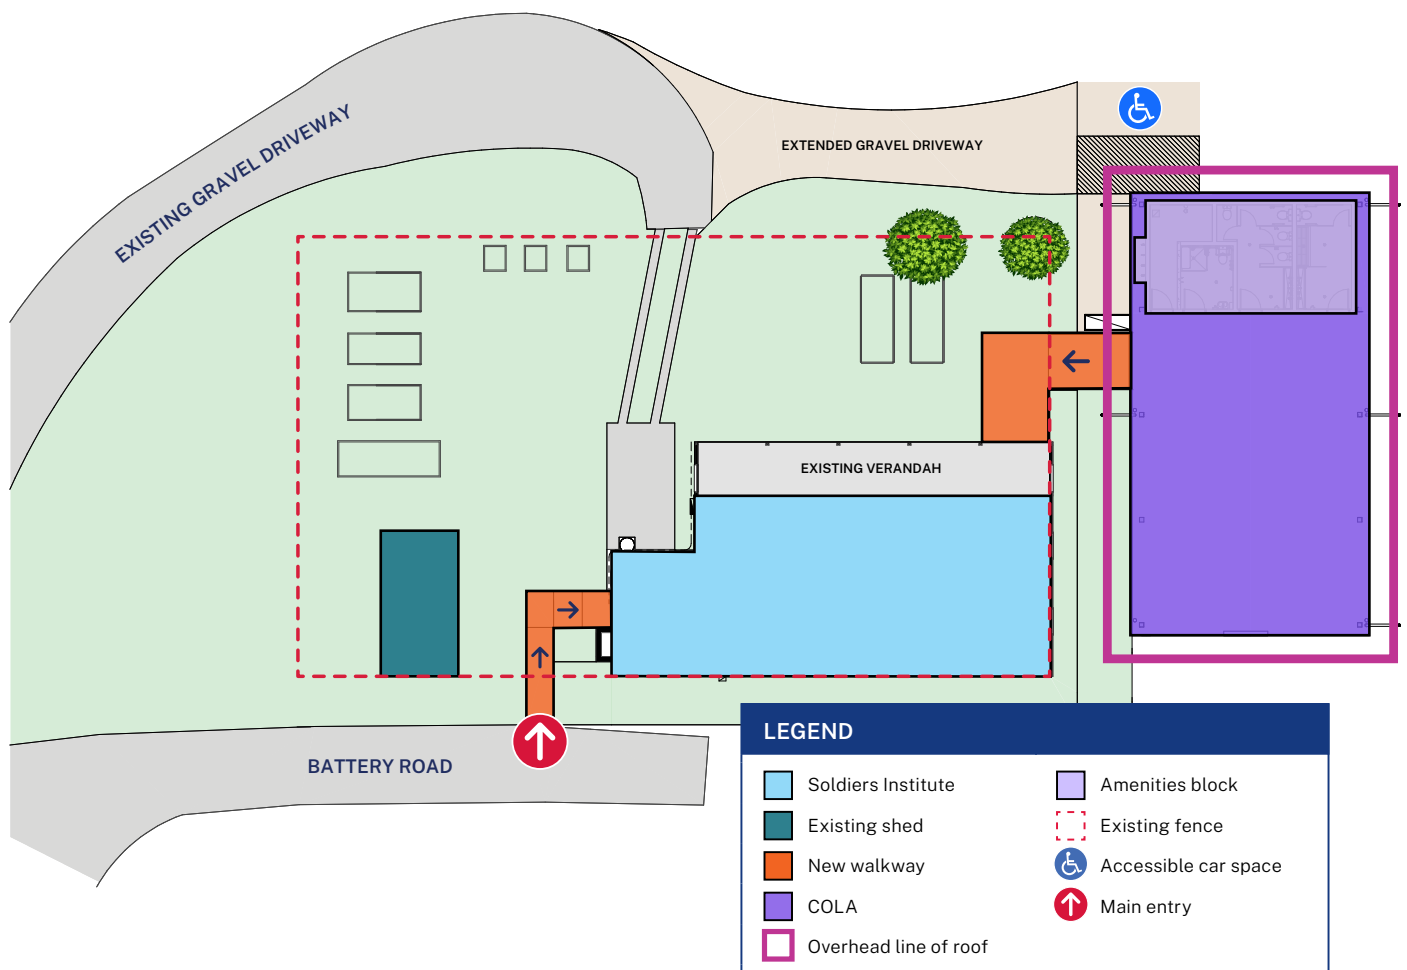 EXISTING GRAVEL DRIVEWAY
EXTENDED GRAVEL DRIVEWAY
EXISTING VERANDAH
BATTERY ROAD
LEGEND
Soldiers Institute
Existing shed
New walkway
COLA
Overhead line of roof
Amenities block
Existing fence
Accessible car space
Main entry